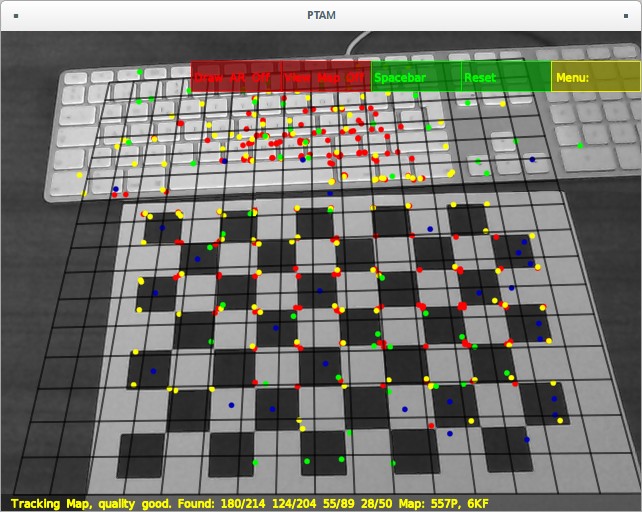 PTAM
Draw AR OFF View Map OFF Spacebar Reset Menu:
Tracking Map, quality good. Found: 180/214 124/204 55/89 28/50 Map: 557P, 6KF